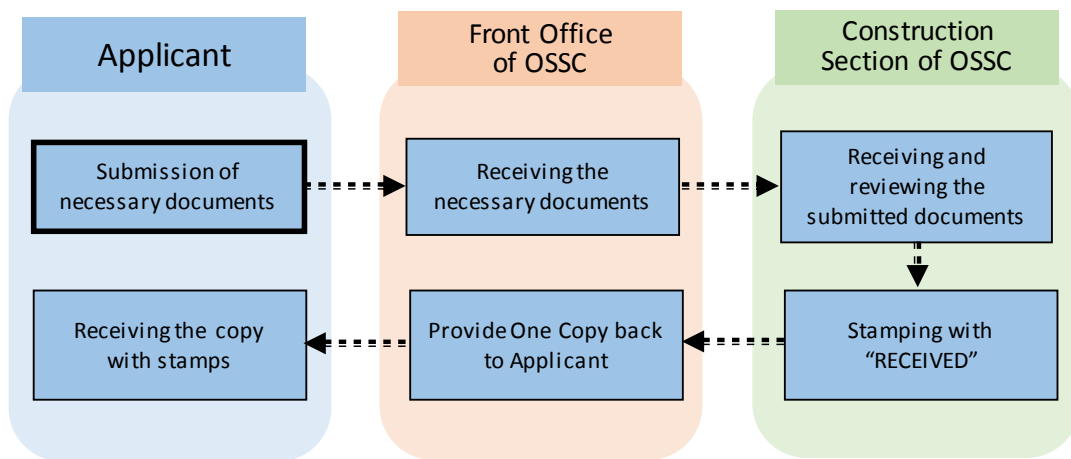 Applicant
Front Office
of OSSC
Construction
Section of OSSC
Submission of
necessary documents
Receiving the
necessary documents
Receiving and
reviewing the
submitted documents
Receiving the copy
with stamps
Provide One Copy back
to Applicant
Stamping with
“RECEIVED”